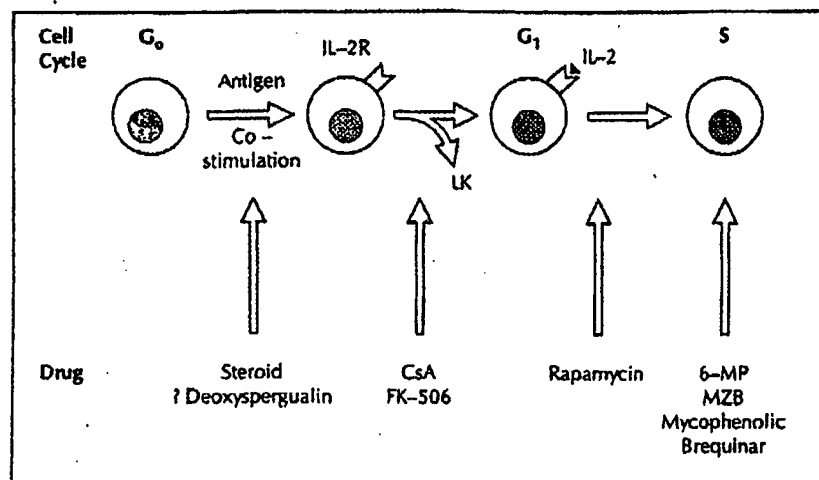 Cell Cycle
G₀
IL-2R
G₁
IL-2
S
Antigen
Co-
stimulation
LK
Drug
Steroid
? Deoxyspergualin
CsA
FK-506
Rapamycin
6-MP
MZB
Mycophenolic
Brequinar